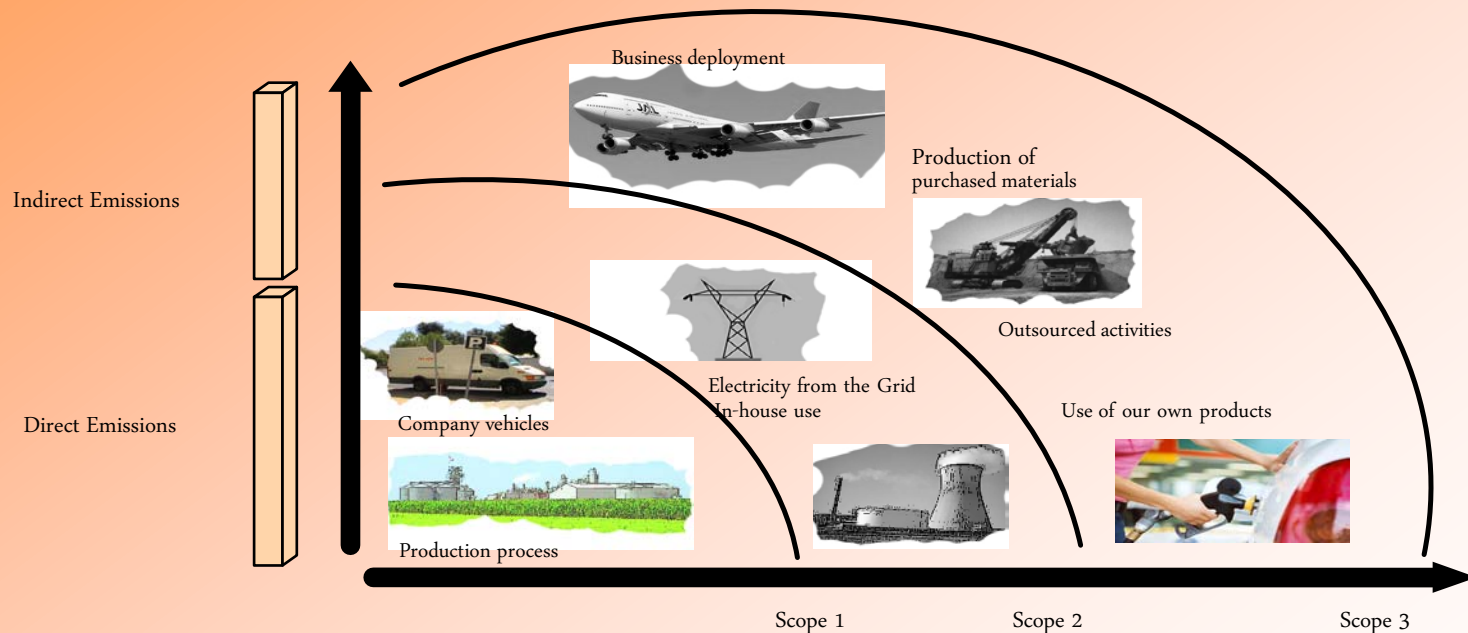 Business deployment
JAL
Production of
purchased materials
Indirect Emissions
Outsourced activities
Electricity from the Grid
In-house use
Use of our own products
Company vehicles
Direct Emissions
Production process
Scope 1
Scope 2
Scope 3